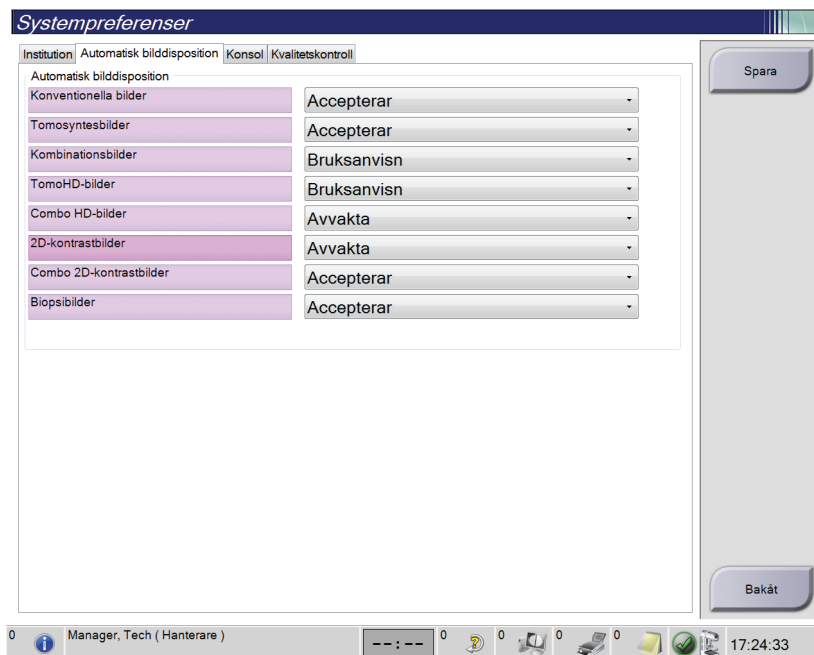 Systempreferenser
Institution Automatisk bilddisposition Konsol Kvalitetskontroll
Spara
Automatisk bilddisposition
Konventionella bilder Accepterar
Tomosyntesbilder Accepterar
Kombinationsbilder Bruksanvisn
TomoHD-bilder Bruksanvisn
Combo HD-bilder Avvakta
2D-kontrastbilder Avvakta
Combo 2D-kontrastbilder Accepterar
Biopsibilder Accepterar
Bakåt
0 Manager, Tech ( Hanterare ) --:-- 0 0 0 0 17:24:33